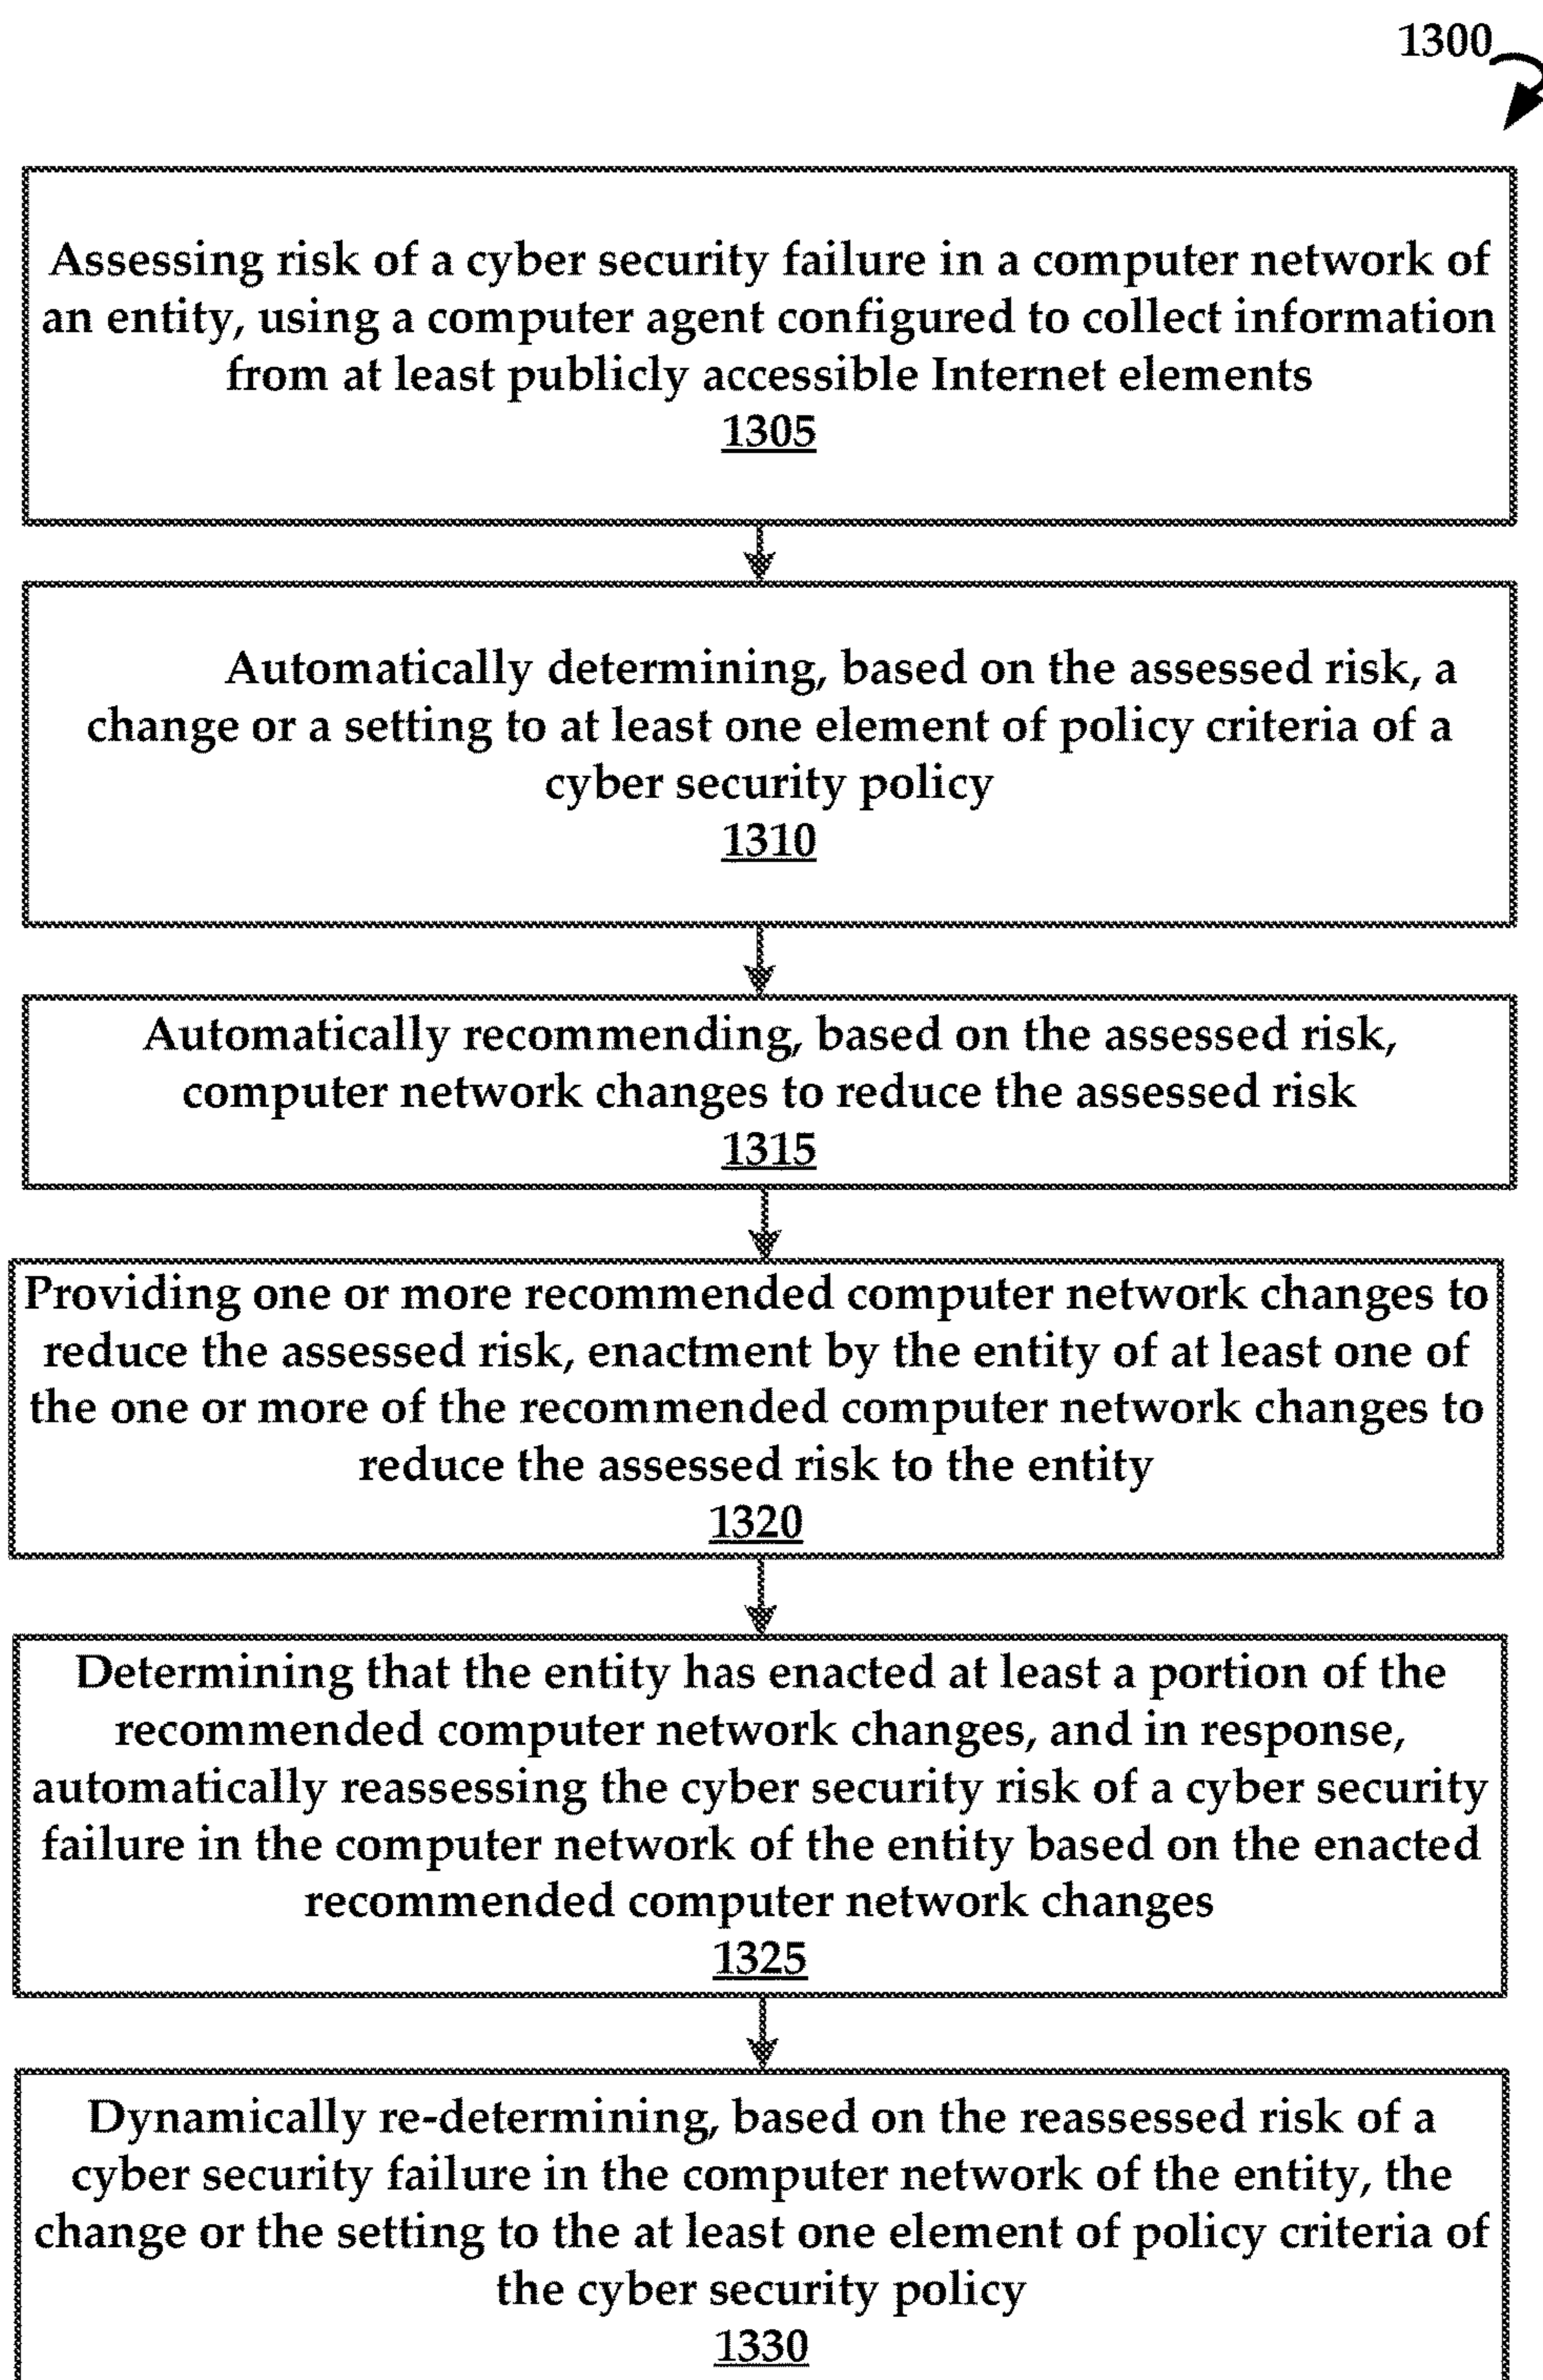 1300
Assessing risk of a cyber security failure in a computer network of
an entity, using a computer agent configured to collect information
from at least publicly accessible Internet elements
1305
Automatically determining, based on the assessed risk, a
change or a setting to at least one element of policy criteria of a
cyber security policy
1310
Automatically recommending, based on the assessed risk,
computer network changes to reduce the assessed risk
1315
Providing one or more recommended computer network changes to
reduce the assessed risk, enactment by the entity of at least one of
the one or more of the recommended computer network changes to
reduce the assessed risk to the entity
1320
Determining that the entity has enacted at least a portion of the
recommended computer network changes, and in response,
automatically reassessing the cyber security risk of a cyber security
failure in the computer network of the entity based on the enacted
recommended computer network changes
1325
Dynamically re-determining, based on the reassessed risk of a
cyber security failure in the computer network of the entity, the
change or the setting to the at least one element of policy criteria of
the cyber security policy
1330